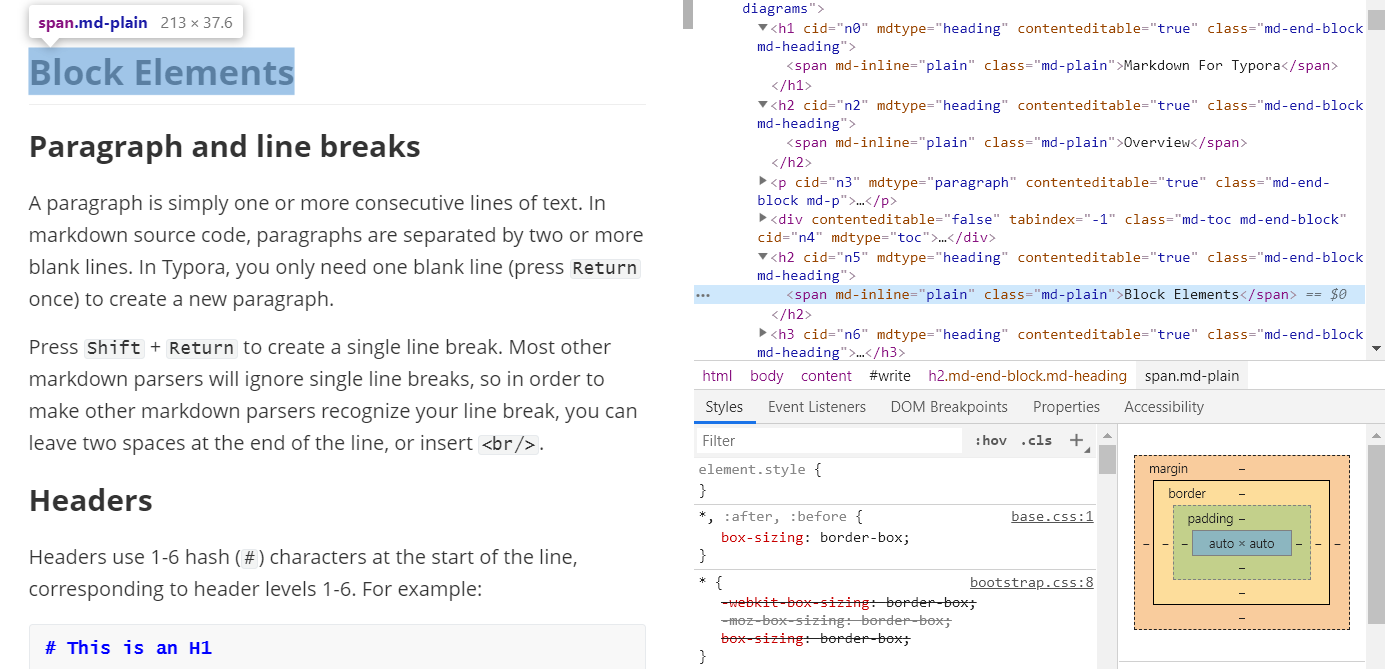 span.md-plain 213 × 37.6
Block Elements
Paragraph and line breaks
A paragraph is simply one or more consecutive lines of text. In
markdown source code, paragraphs are separated by two or more
blank lines. In Typora, you only need one blank line (press Return
once) to create a new paragraph.
Press Shift + Return to create a single line break. Most other
markdown parsers will ignore single line breaks, so in order to
make other markdown parsers recognize your line break, you can
leave two spaces at the end of the line, or insert <br/>.
Headers
Headers use 1-6 hash (#) characters at the start of the line,
corresponding to header levels 1-6. For example:
# This is an H1
diagrams">
▼<h1 cid="n0" mdtype="heading" contenteditable="true" class="md-end-block
md-heading">
<span md-inline="plain" class="md-plain">Markdown For Typora</span>
</h1>
▼<h2 cid="n2" mdtype="heading" contenteditable="true" class="md-end-block
md-heading">
<span md-inline="plain" class="md-plain">Overview</span>
</h2>
▶<p cid="n3" mdtype="paragraph" contenteditable="true" class="md-end-
block md-p">…</p>
▶<div contenteditable="false" tabindex="-1" class="md-toc md-end-block"
cid="n4" mdtype="toc">…</div>
▼<h2 cid="n5" mdtype="heading" contenteditable="true" class="md-end-block
md-heading">
… <span md-inline="plain" class="md-plain">Block Elements</span> == $0
</h2>
▶<h3 cid="n6" mdtype="heading" contenteditable="true" class="md-end-block
md-heading">…</h3>
html body content #write h2.md-end-block.md-heading span.md-plain
Styles Event Listeners DOM Breakpoints Properties Accessibility
Filter :hov .cls +
element.style {
}
*, :after, :before { base.css:1
box-sizing: border-box;
}
* { bootstrap.css:8
-webkit-box-sizing: border-box;
-moz-box-sizing: border-box;
box-sizing: border-box;
}
margin –
border –
padding –
– – – auto × auto – – –
–
–
–